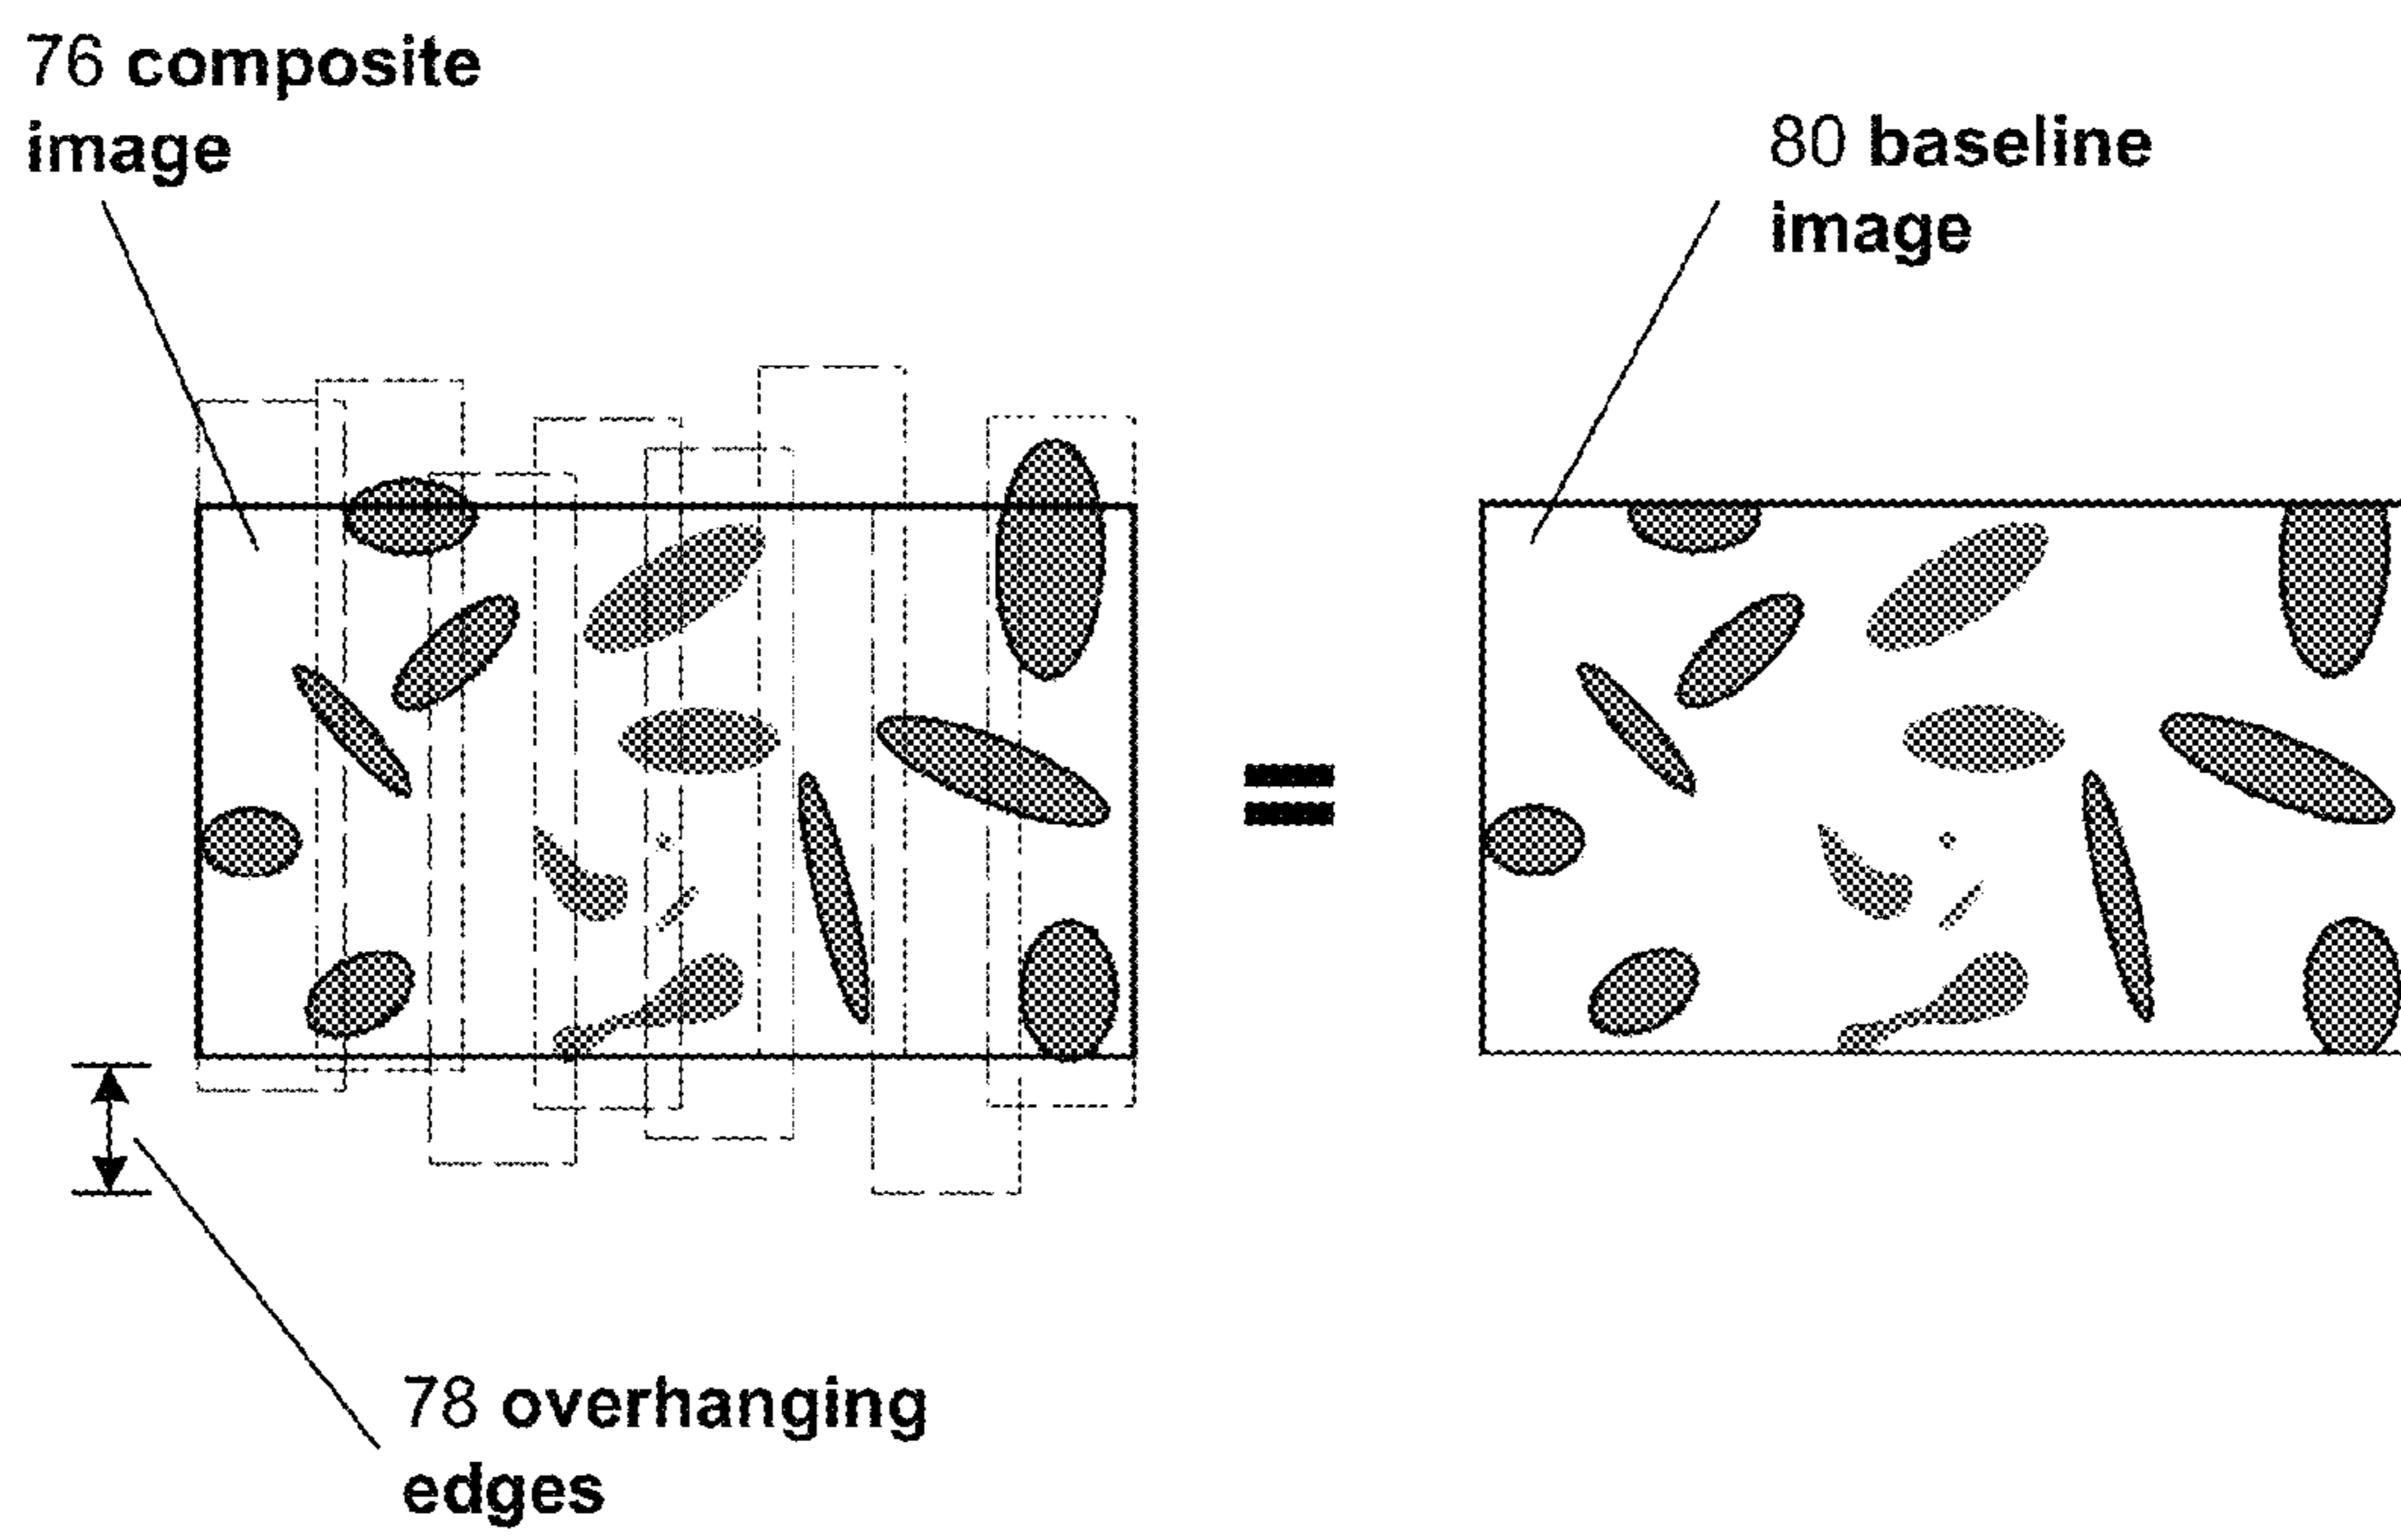 76 composite
image
80 baseline
image
=
78 overhanging
edges